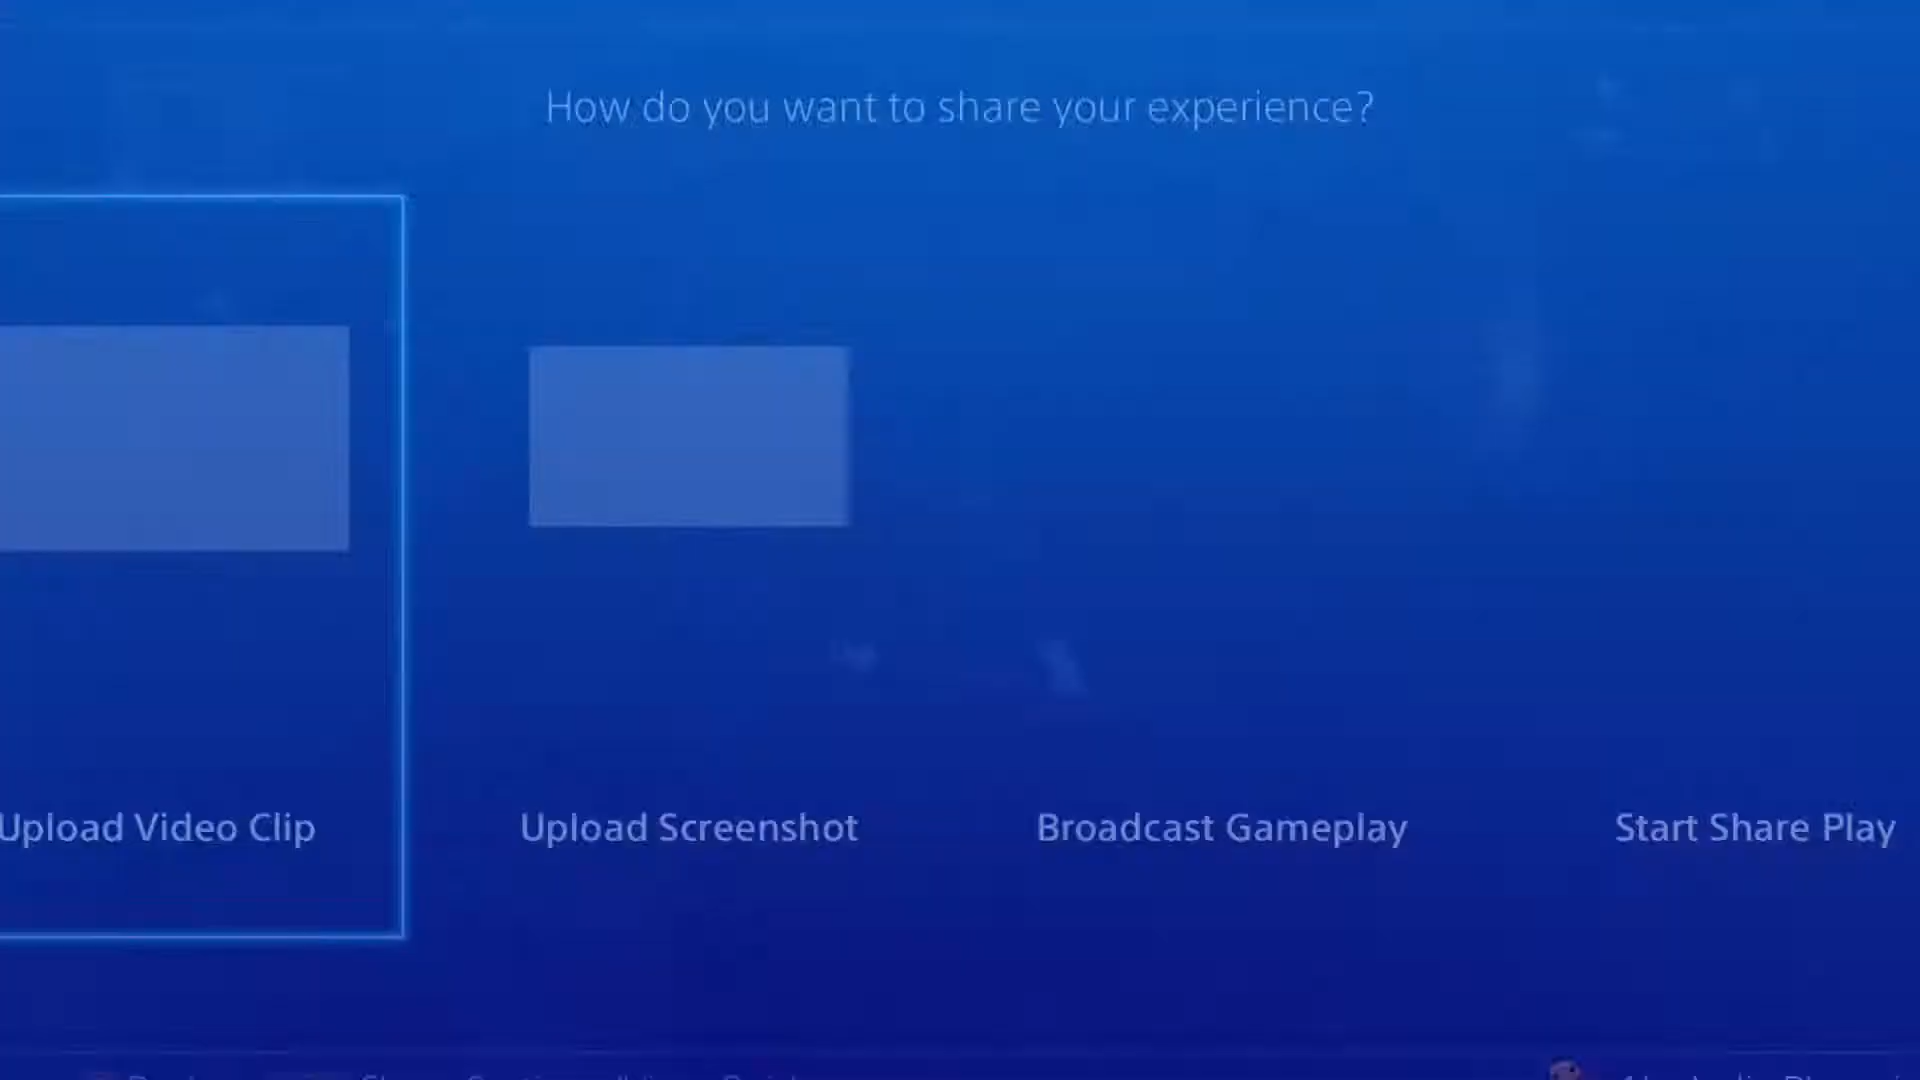 How do you want to share your experience?
Upload Video Clip
Upload Screenshot
Broadcast Gameplay
Start Share Play